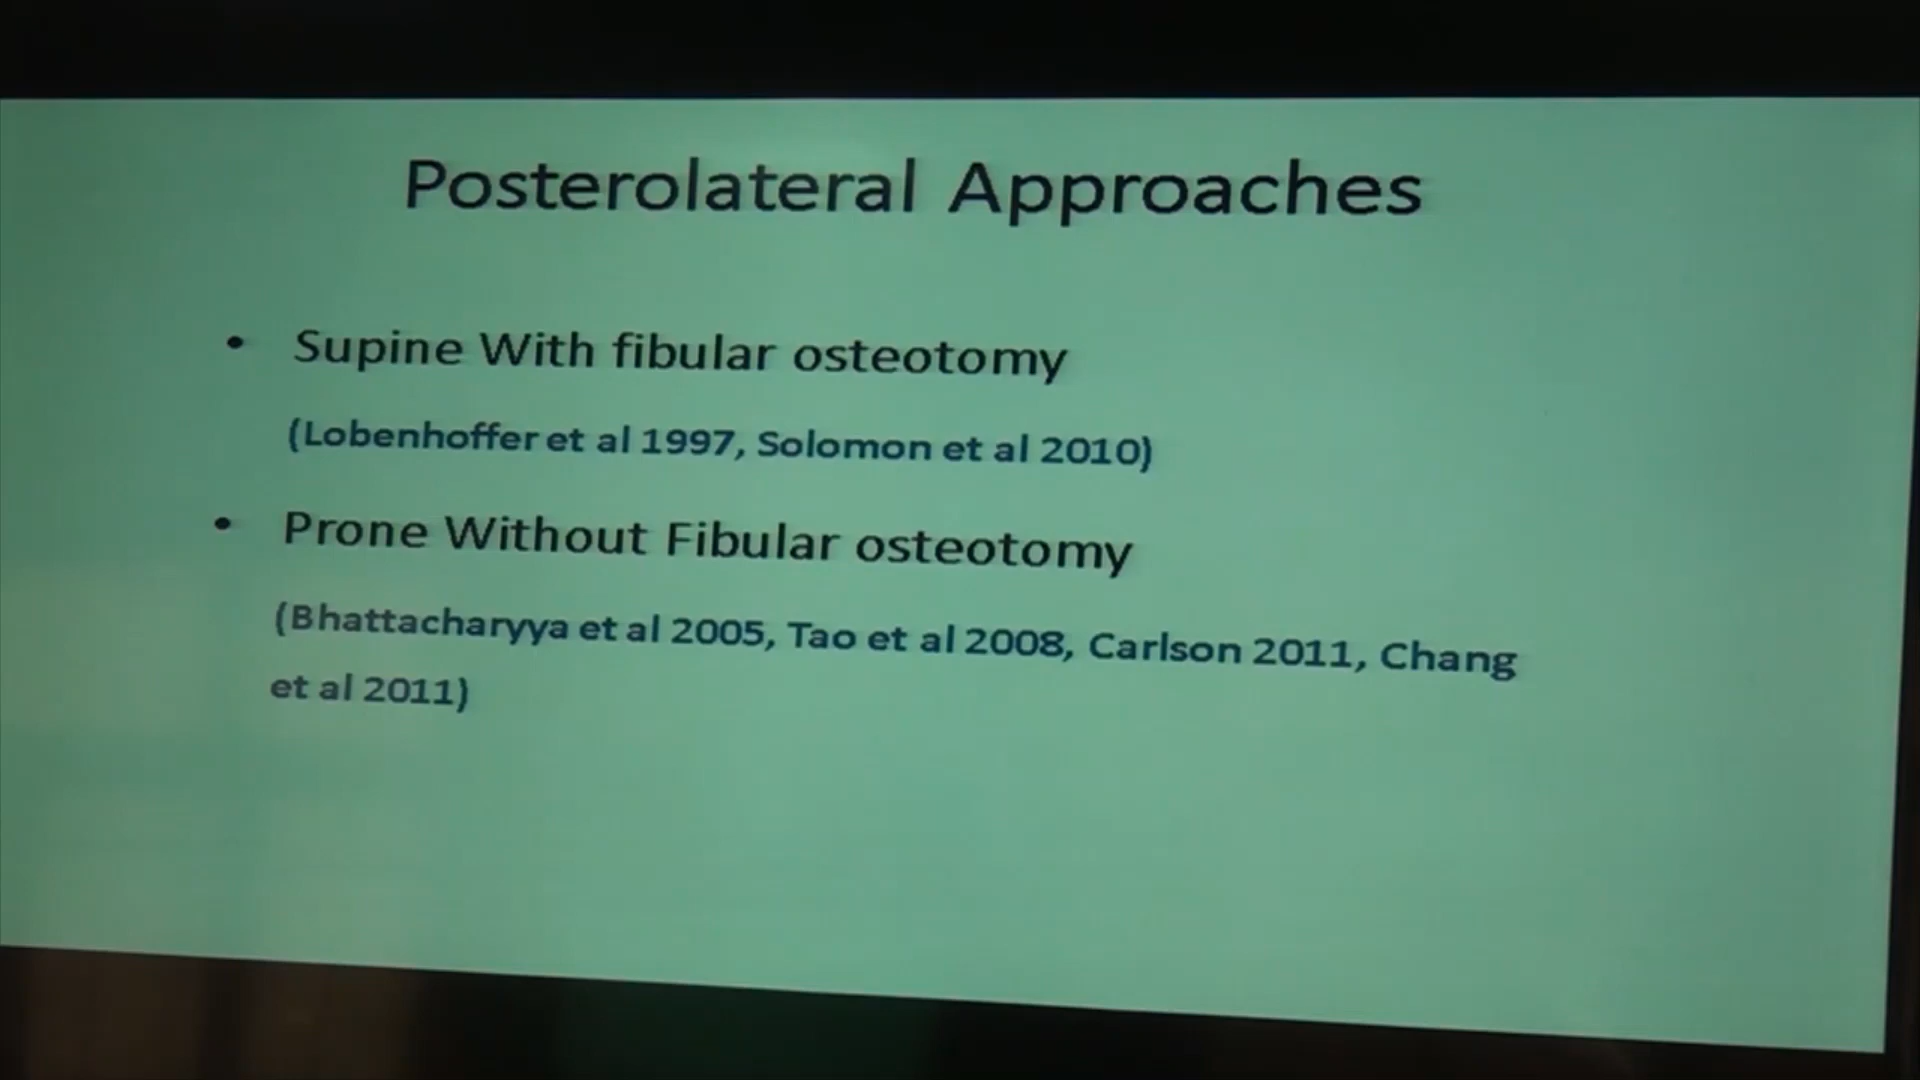 Posterolateral Approaches
• Supine With fibular osteotomy
(Lobenhoffer et al 1997, Solomon et al 2010)
• Prone Without Fibular osteotomy
(Bhattacharyya et al 2005, Tao et al 2008, Carlson 2011, Chang
et al 2011)